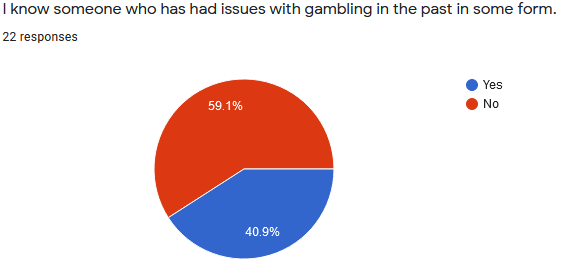 I know someone who has had issues with gambling in the past in some form.
22 responses
Yes
No
59.1%
40.9%